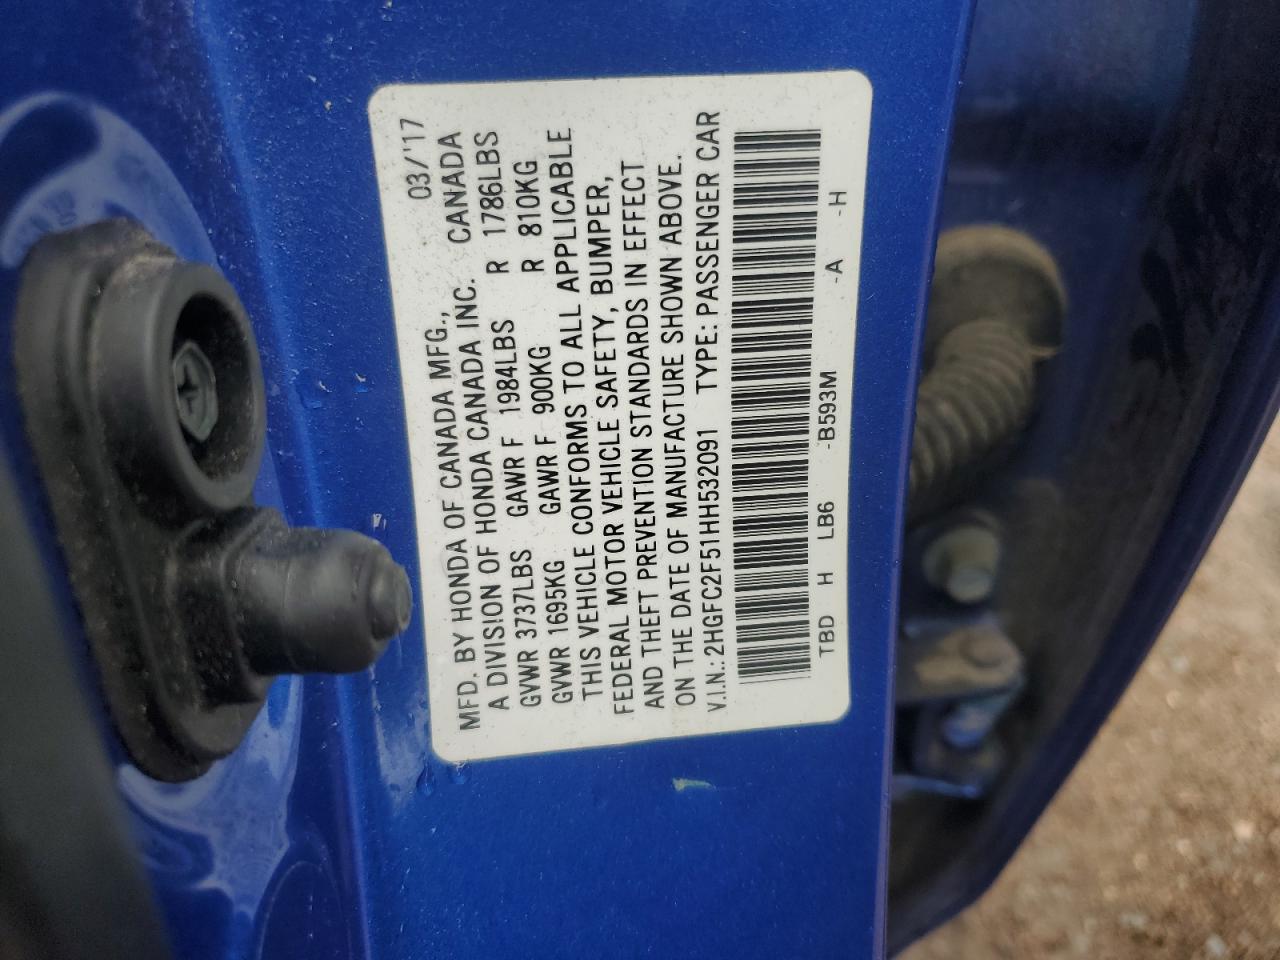 03/'17
MFD. BY HONDA OF CANADA MFG., CANADA
A DIVISION OF HONDA CANADA INC.
GVWR 3737LBS GAWR F 1984LBS R 1786LBS
GVWR 1695KG GAWR F 900KG R 810KG
THIS VEHICLE CONFORMS TO ALL APPLICABLE
FEDERAL MOTOR VEHICLE SAFETY, BUMPER,
AND THEFT PREVENTION STANDARDS IN EFFECT
ON THE DATE OF MANUFACTURE SHOWN ABOVE.
V.I.N.: 2HGFC2F51HH532091 TYPE: PASSENGER CAR
TBD H LB6 -B593M -A -H